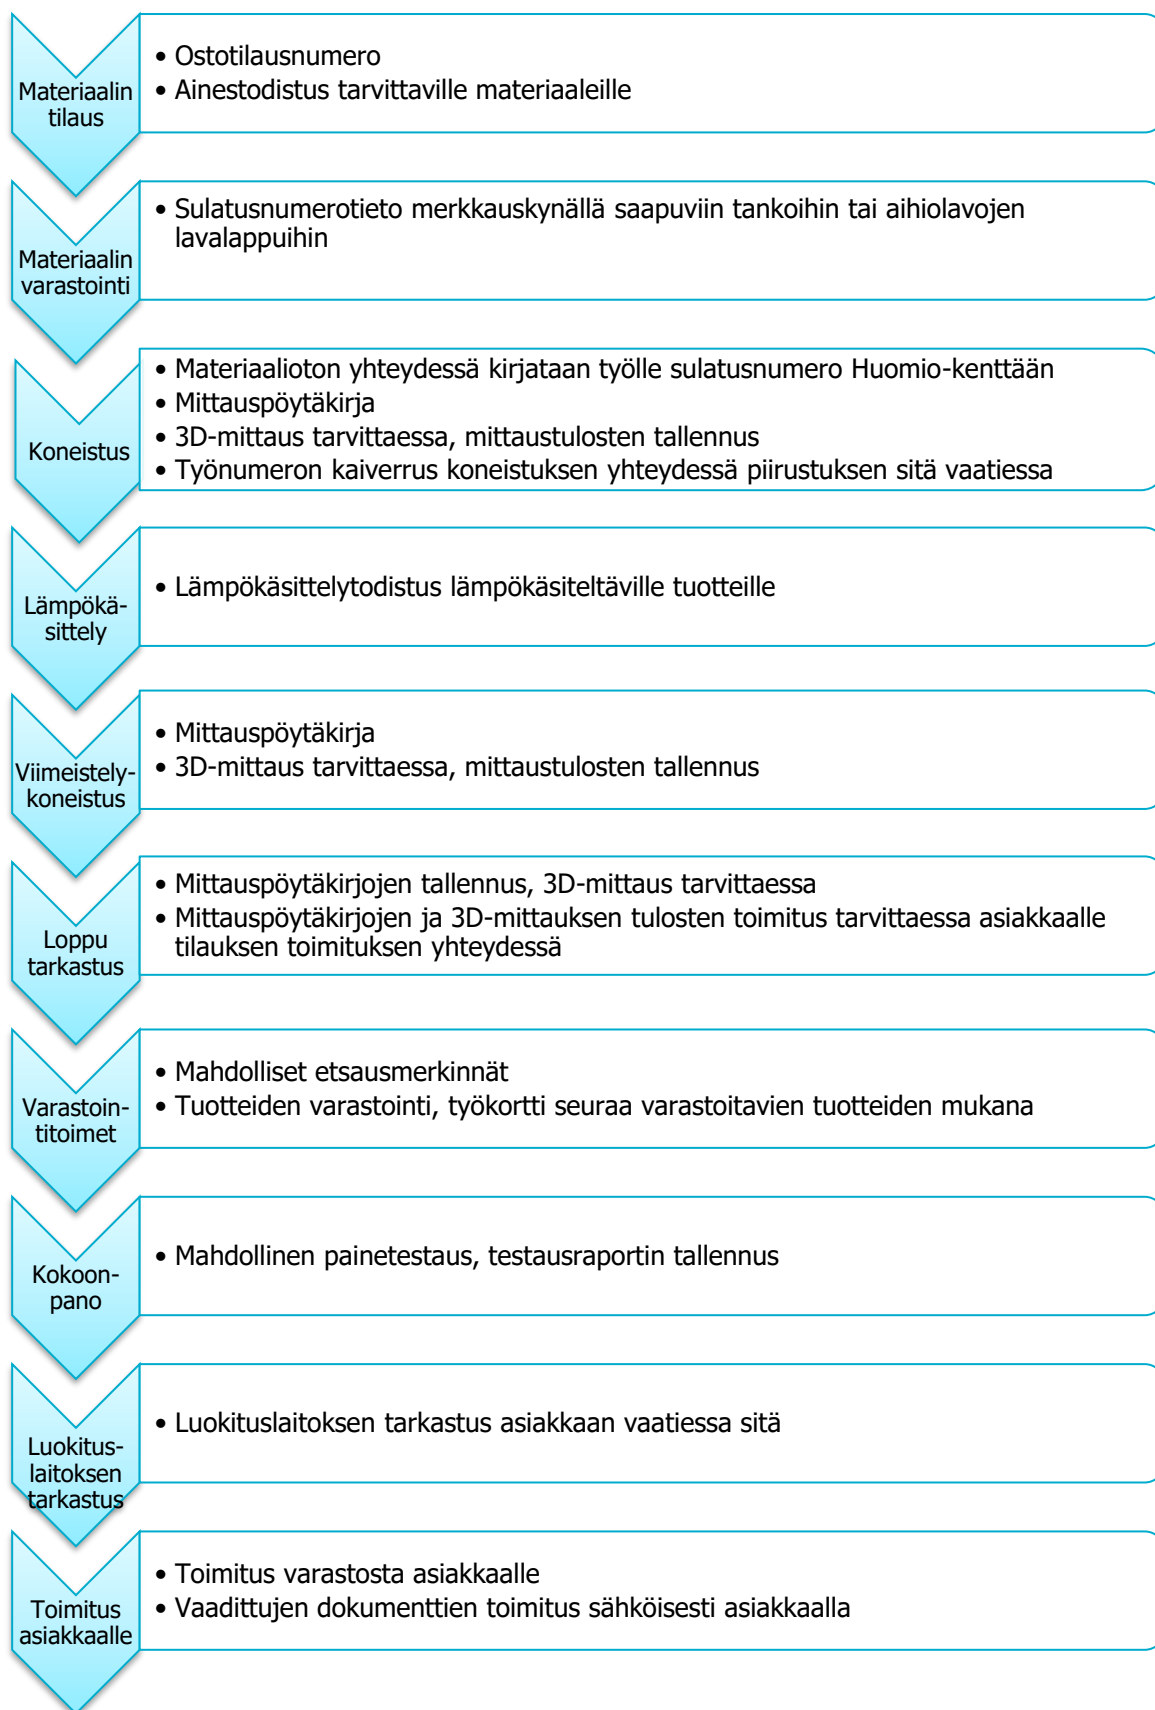 Materiaalin
tilaus
• Ostotilausnumero
• Ainestodistus tarvittaville materiaaleille
Materiaalin
varastointi
• Sulatusnumerotieto merkkauskynällä saapuviin tankoihin tai aihiolavojen
lavalappuihin
Koneistus
• Materiaalioton yhteydessä kirjataan työlle sulatusnumero Huomio-kenttään
• Mittauspöytäkirja
• 3D-mittaus tarvittaessa, mittaustulosten tallennus
• Työnumeron kaiverrus koneistuksen yhteydessä piirustuksen sitä vaatiessa
Lämpökä-
sittely
• Lämpökäsittelytodistus lämpökäsiteltäville tuotteille
Viimeistely-
koneistus
• Mittauspöytäkirja
• 3D-mittaus tarvittaessa, mittaustulosten tallennus
Loppu
tarkastus
• Mittauspöytäkirjojen tallennus, 3D-mittaus tarvittaessa
• Mittauspöytäkirjojen ja 3D-mittauksen tulosten toimitus tarvittaessa asiakkaalle
tilauksen toimituksen yhteydessä
Varastoin-
titoimet
• Mahdolliset etsausmerkinnät
• Tuotteiden varastointi, työkortti seuraa varastoitavien tuotteiden mukana
Kokoon-
pano
• Mahdollinen painetestaus, testausraportin tallennus
Luokitus-
laitoksen
tarkastus
• Luokituslaitoksen tarkastus asiakkaan vaatiessa sitä
Toimitus
asiakkaalle
• Toimitus varastosta asiakkaalle
• Vaadittujen dokumenttien toimitus sähköisesti asiakkaalla